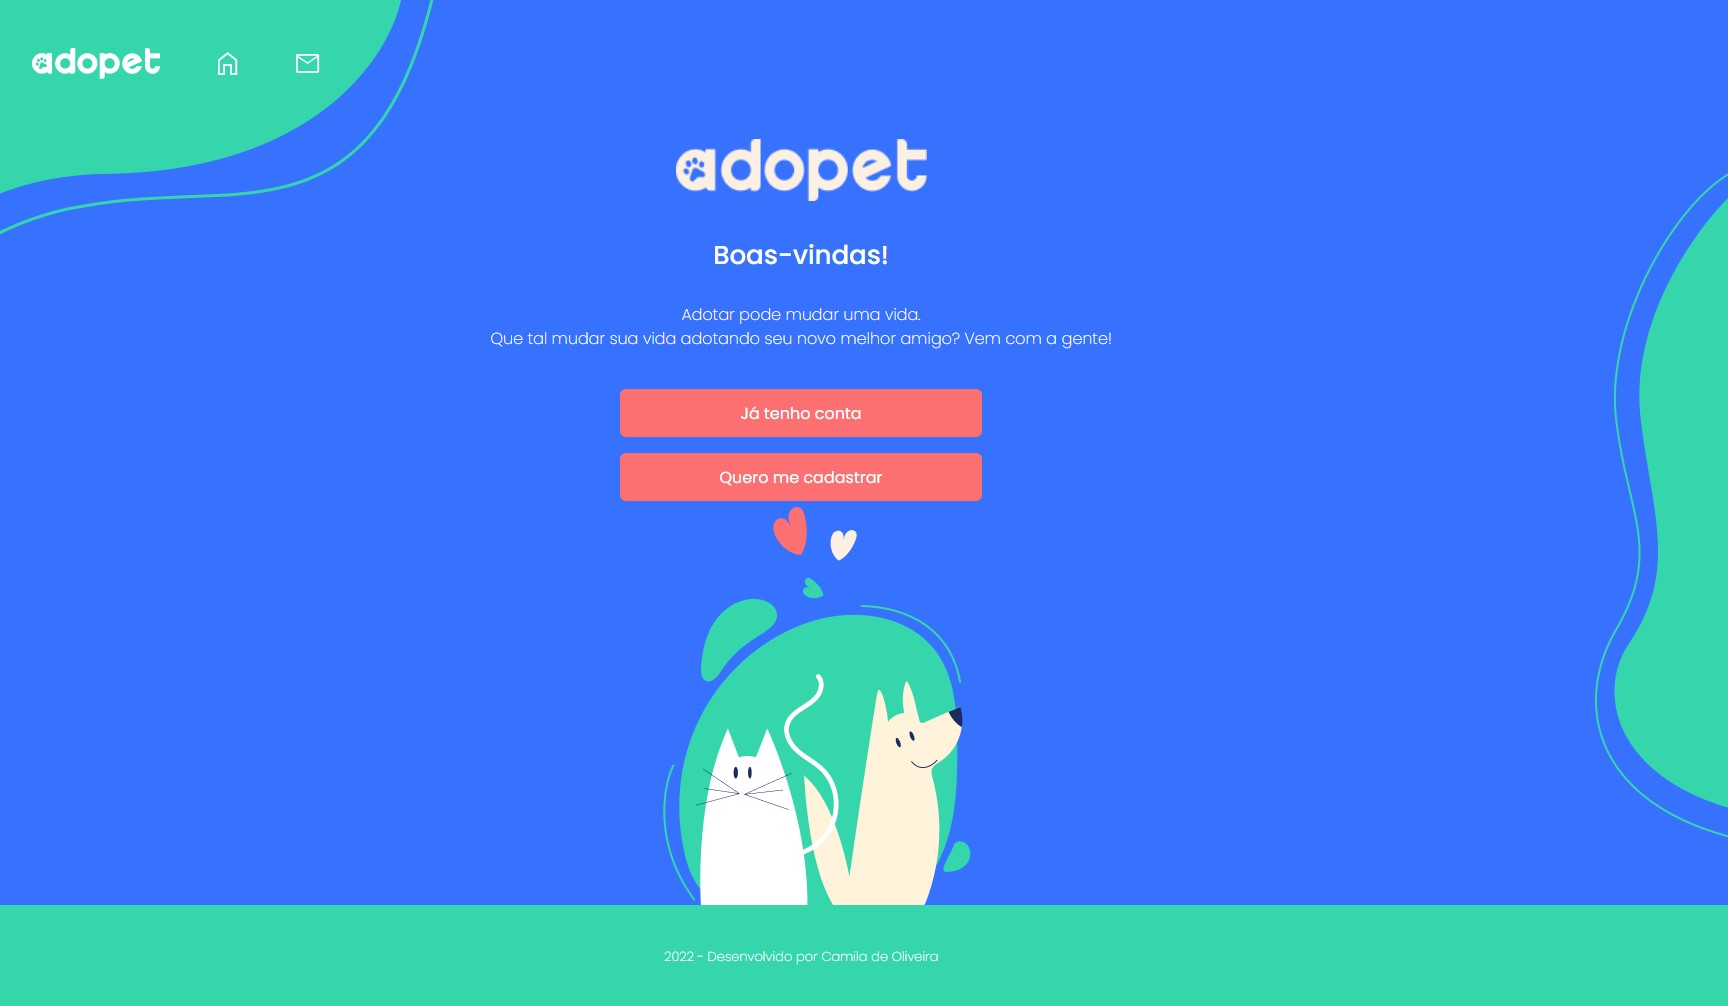 adopet
adopet
Boas-vindas!
Adotar pode mudar uma vida.
Que tal mudar sua vida adotando seu novo melhor amigo? Vem com a gente!
Já tenho conta
Quero me cadastrar
2022 - Desenvolvido por Camila de Oliveira